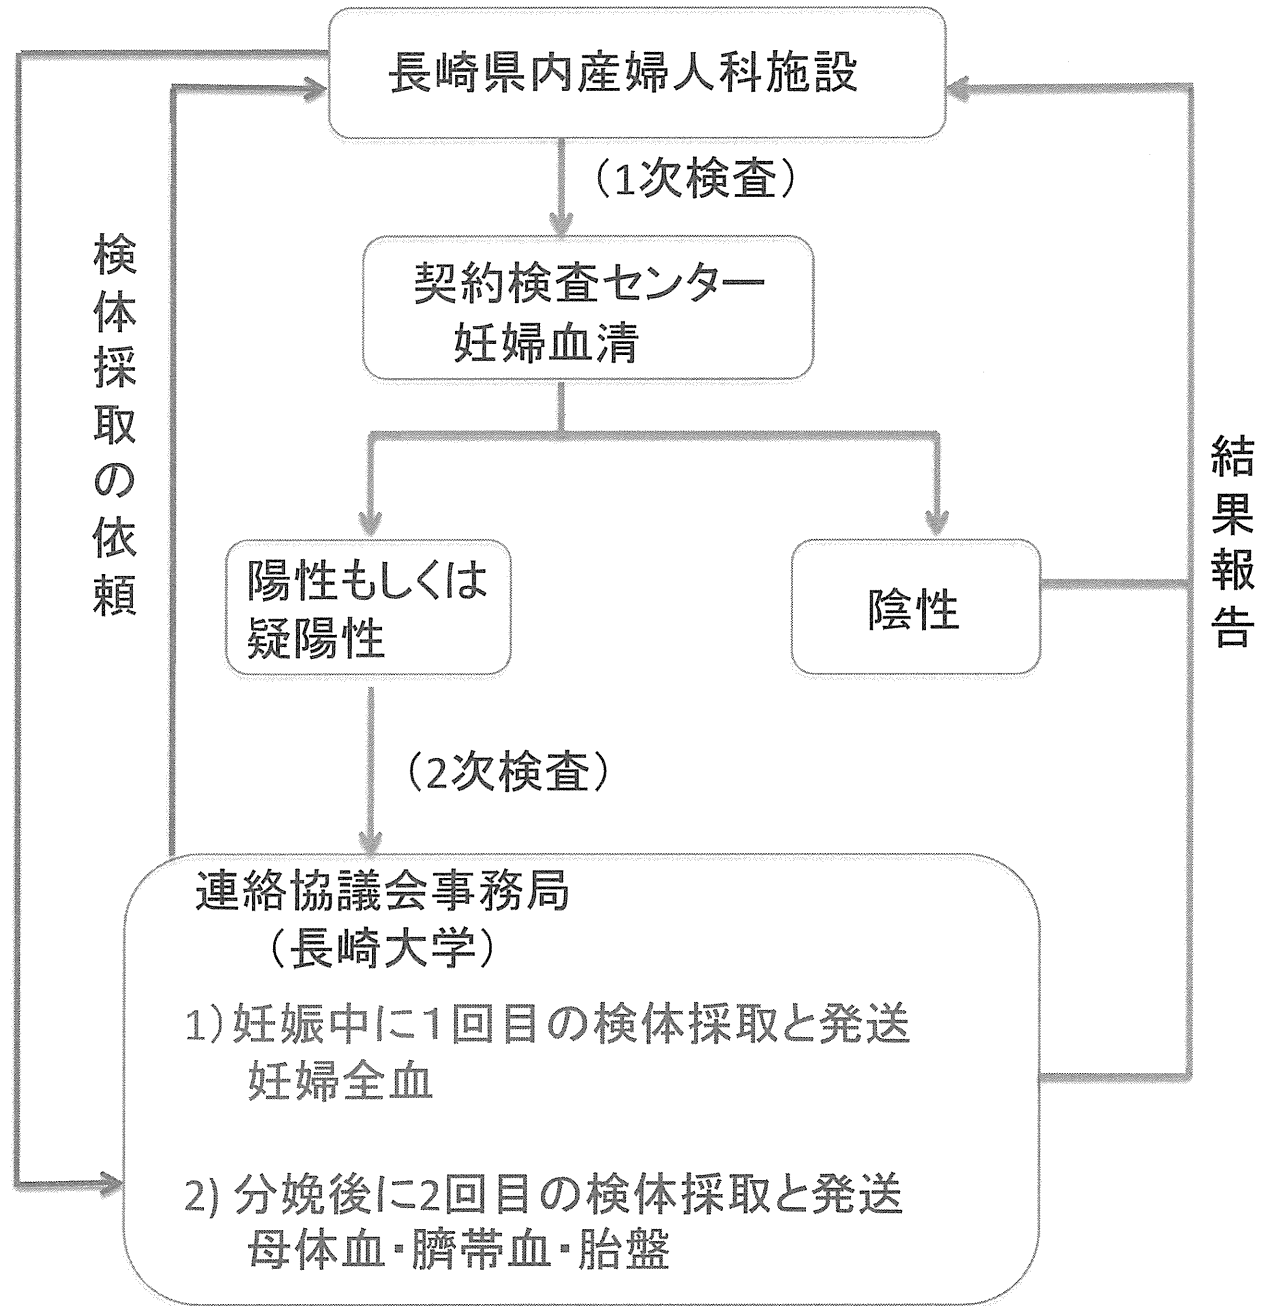 長崎県内産婦人科施設
（1次検査）
契約検査センター
妊婦血清
検体採取の依頼
結果報告
陽性もしくは
疑陽性
陰性
（2次検査）
連絡協議会事務局
（長崎大学）
1）妊娠中に１回目の検体採取と発送
妊婦全血
2) 分娩後に2回目の検体採取と発送
母体血・臍帯血・胎盤